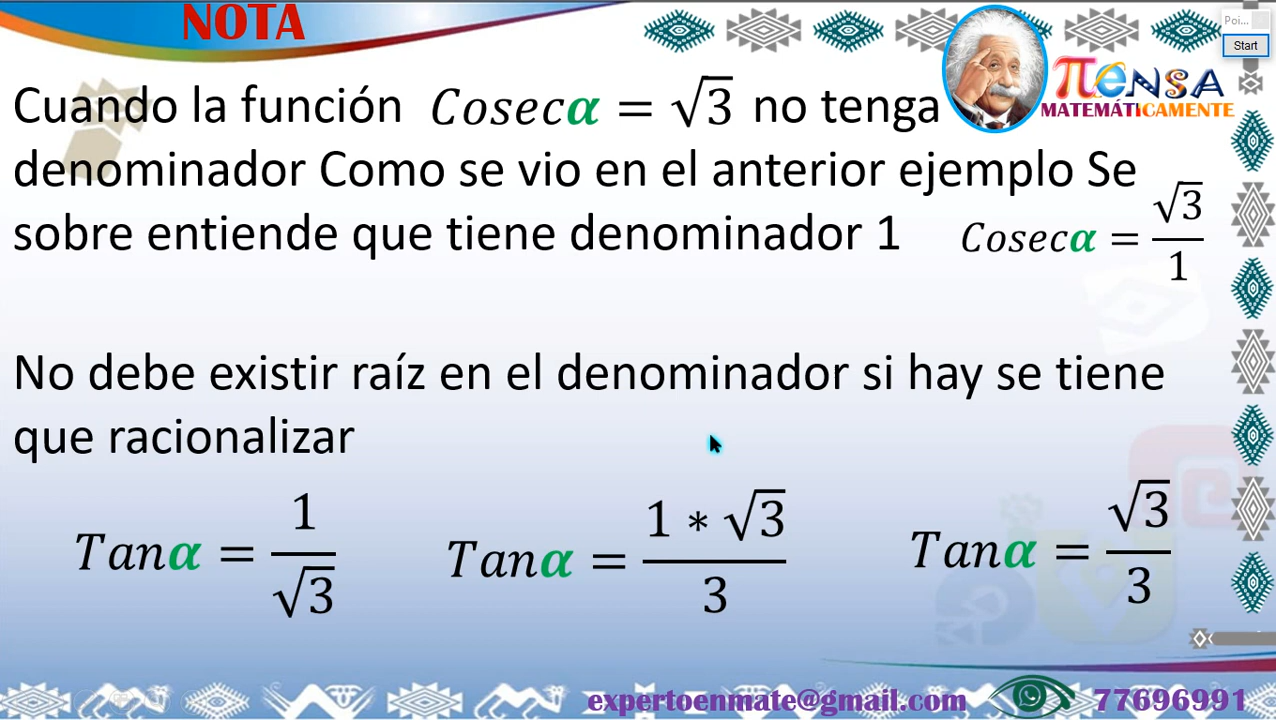 NOTA
Poi...
Start
πENSA
MATEMÁTICAMENTE
Cuando la función Cosecα = √3 no tenga
denominador Como se vio en el anterior ejemplo Se
sobre entiende que tiene denominador 1 Cosecα = √3/1
No debe existir raíz en el denominador si hay se tiene
que racionalizar
Tanα = 1/√3 Tanα = 1 * √3/3 Tanα = √3/3
expertoenmate@gmail.com 77696991